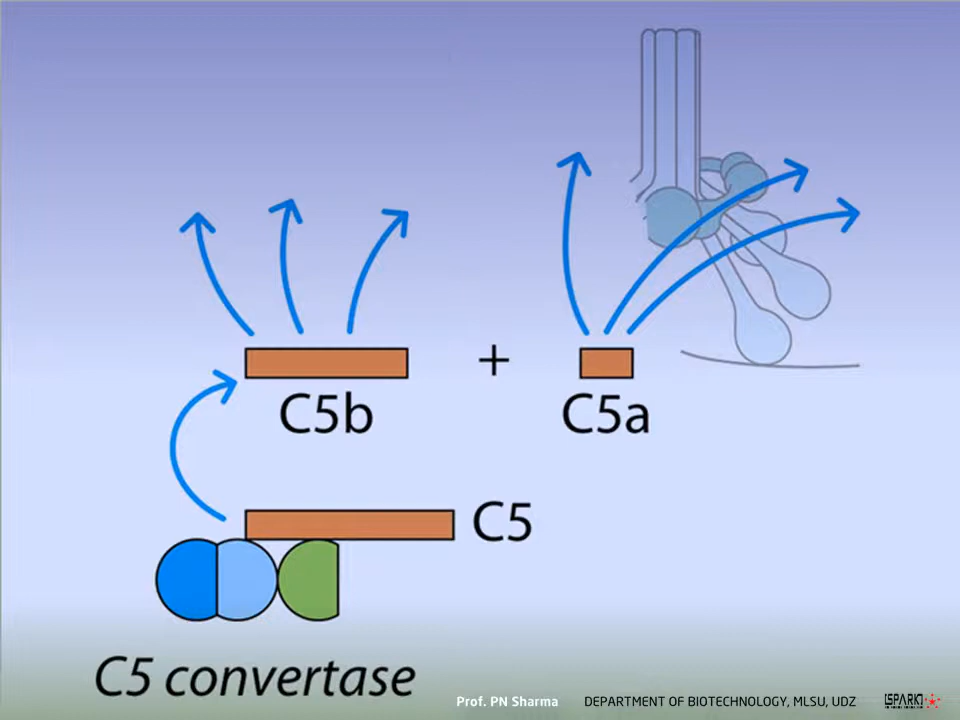 C5b
+
C5a
C5
C5 convertase
Prof. PN Sharma
DEPARTMENT OF BIOTECHNOLOGY, MLSU, UDZ